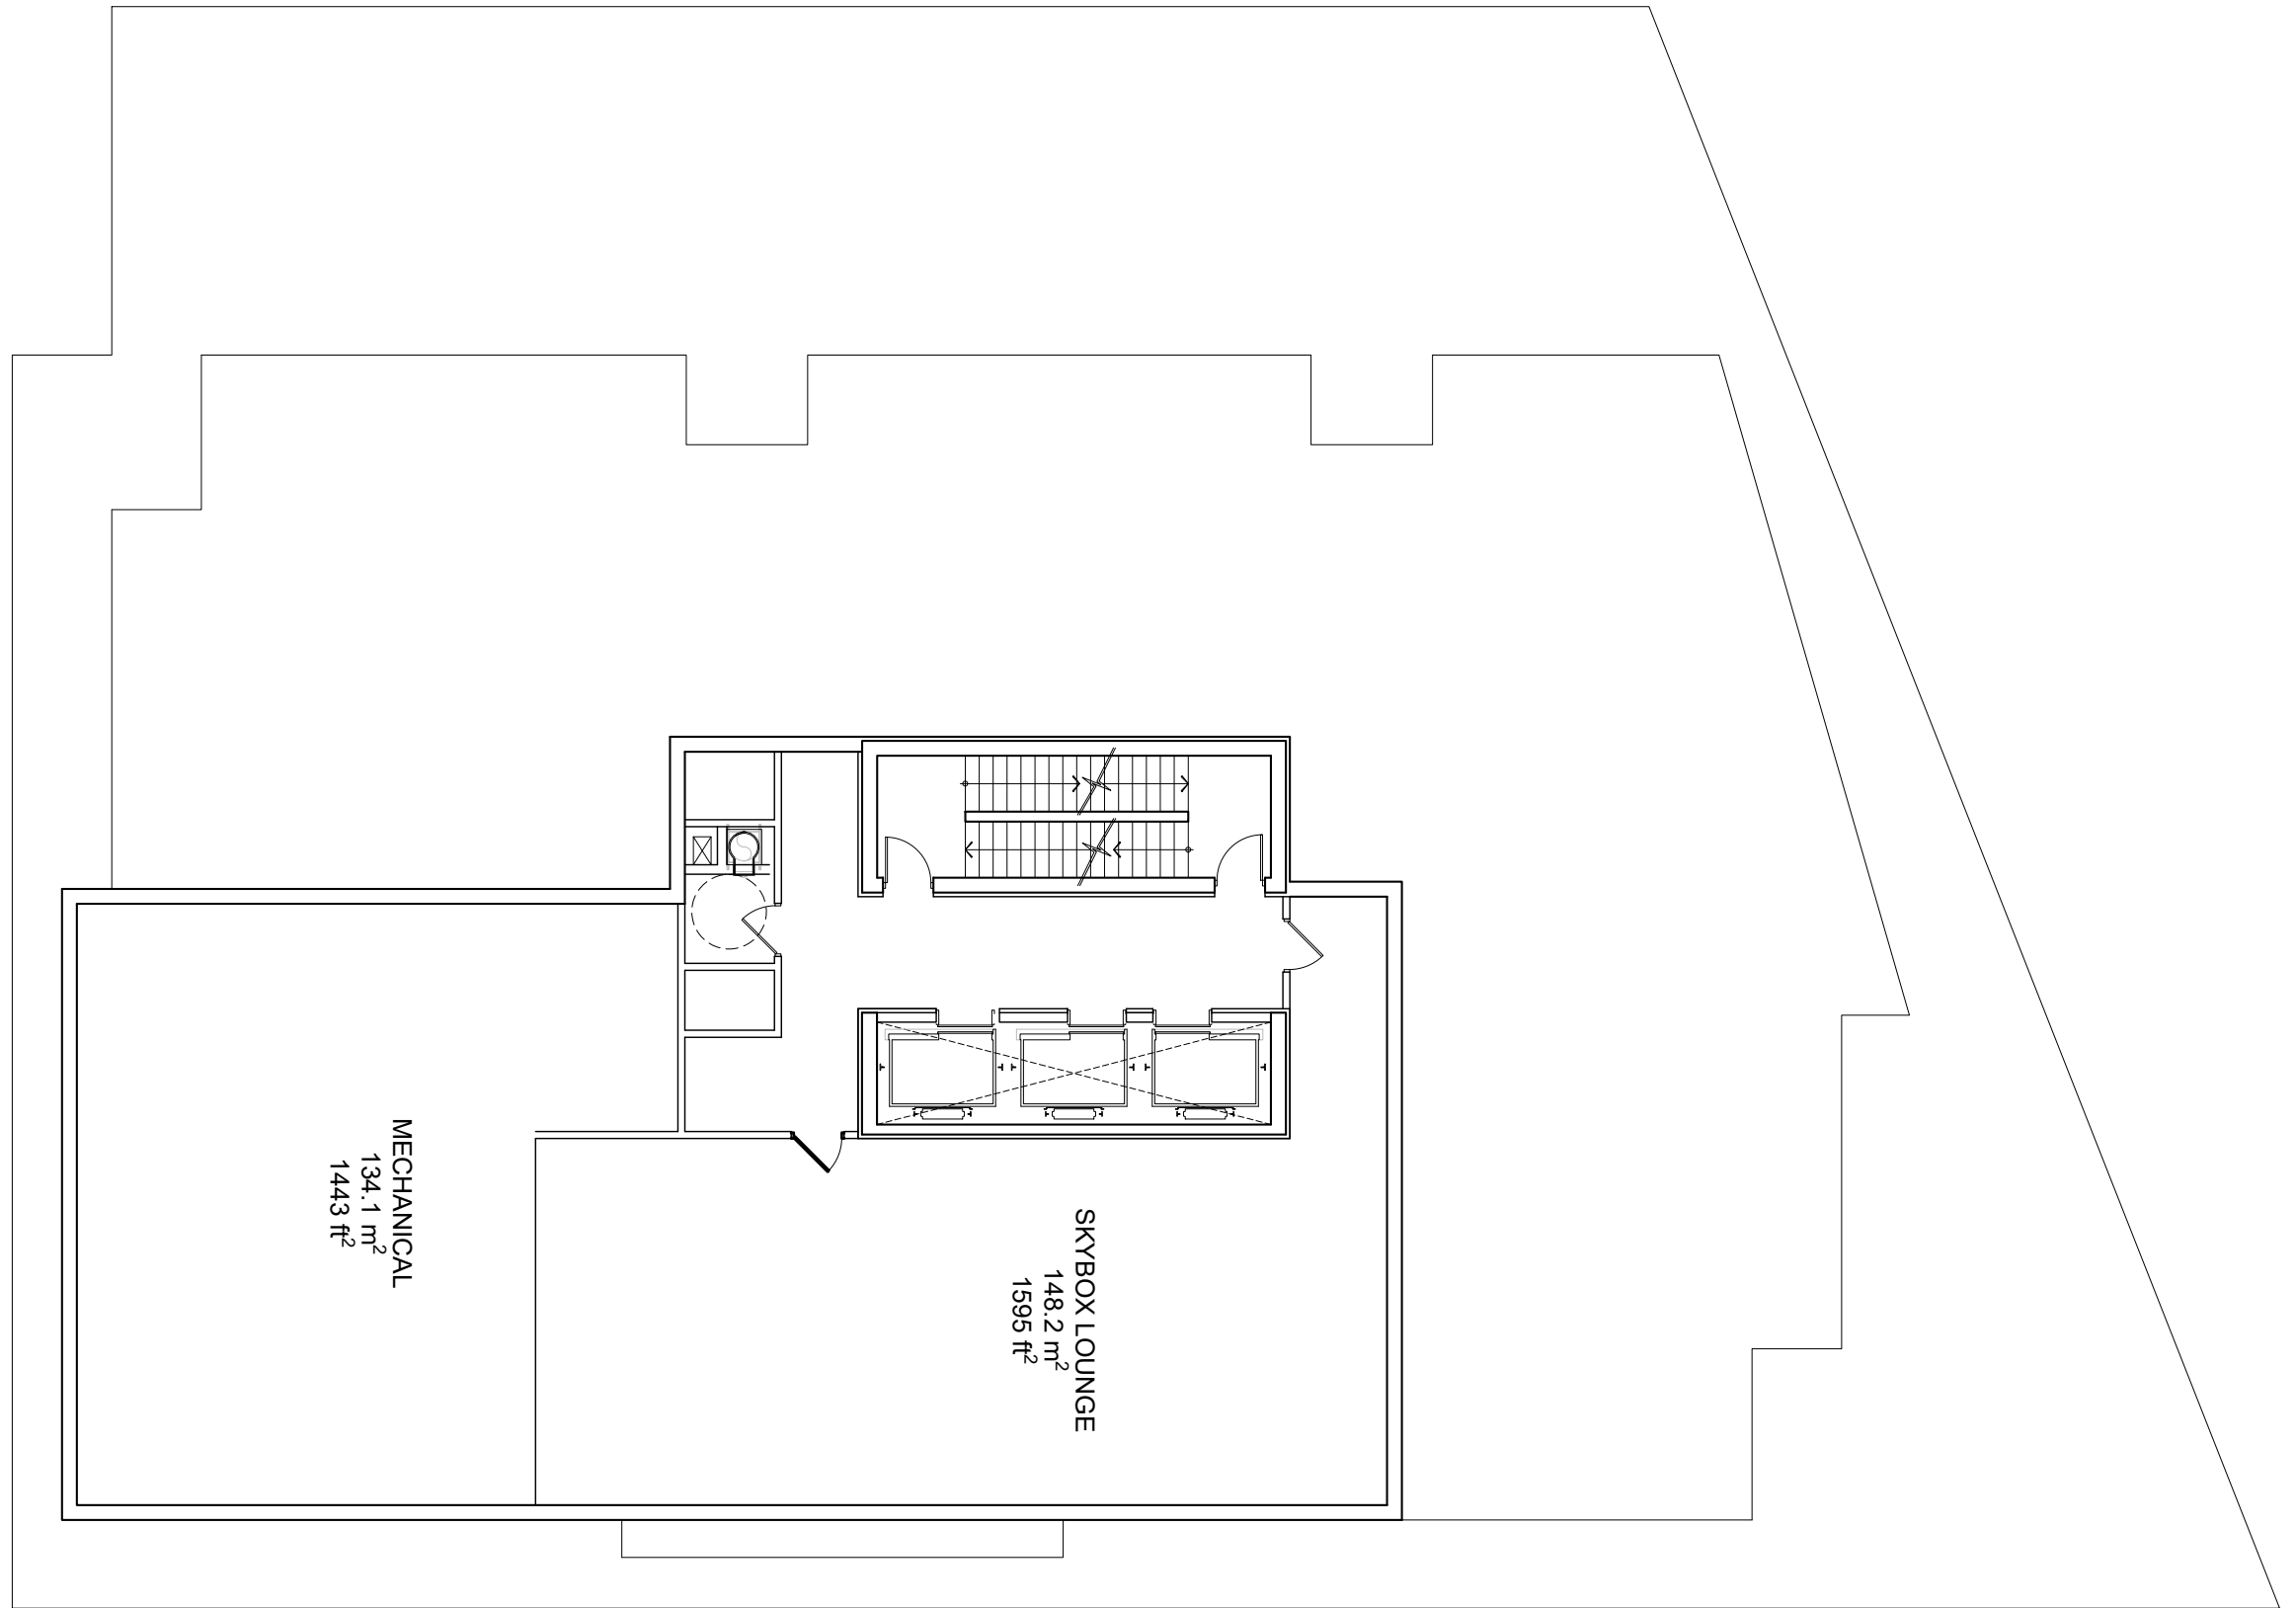 MECHANICAL
134.1 m²
1443 ft²
SKYBOX LOUNGE
148.2 m²
1595 ft²